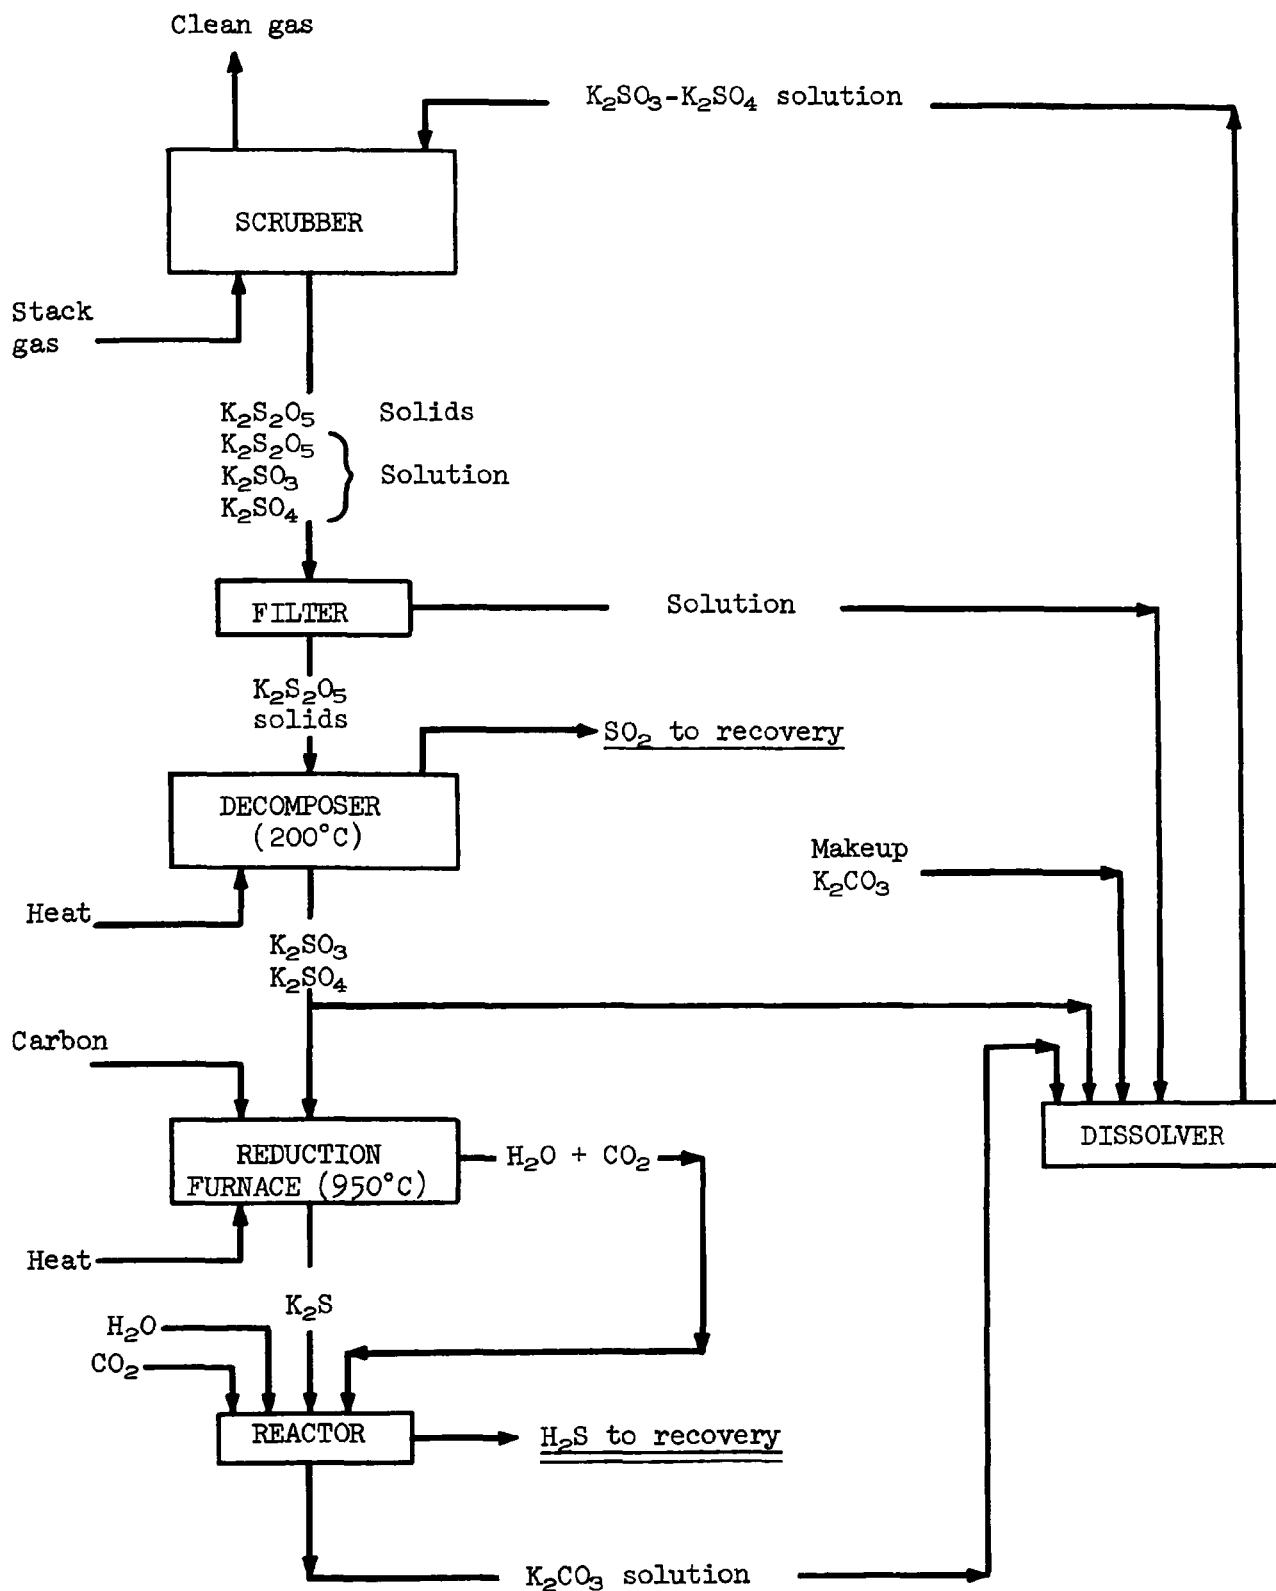 Clean gas
K₂SO₃-K₂SO₄ solution
SCRUBBER
Stack
gas
K₂S₂O₅ Solids
K₂S₂O₅
K₂SO₃ Solution
K₂SO₄
FILTER
Solution
K₂S₂O₅
solids
SO₂ to recovery
DECOMPOSER
(200°C)
Makeup
K₂CO₃
Heat
K₂SO₃
K₂SO₄
Carbon
DISSOLVER
REDUCTION
FURNACE (950°C)
H₂O + CO₂
Heat
K₂S
H₂O
CO₂
REACTOR
H₂S to recovery
K₂CO₃ solution